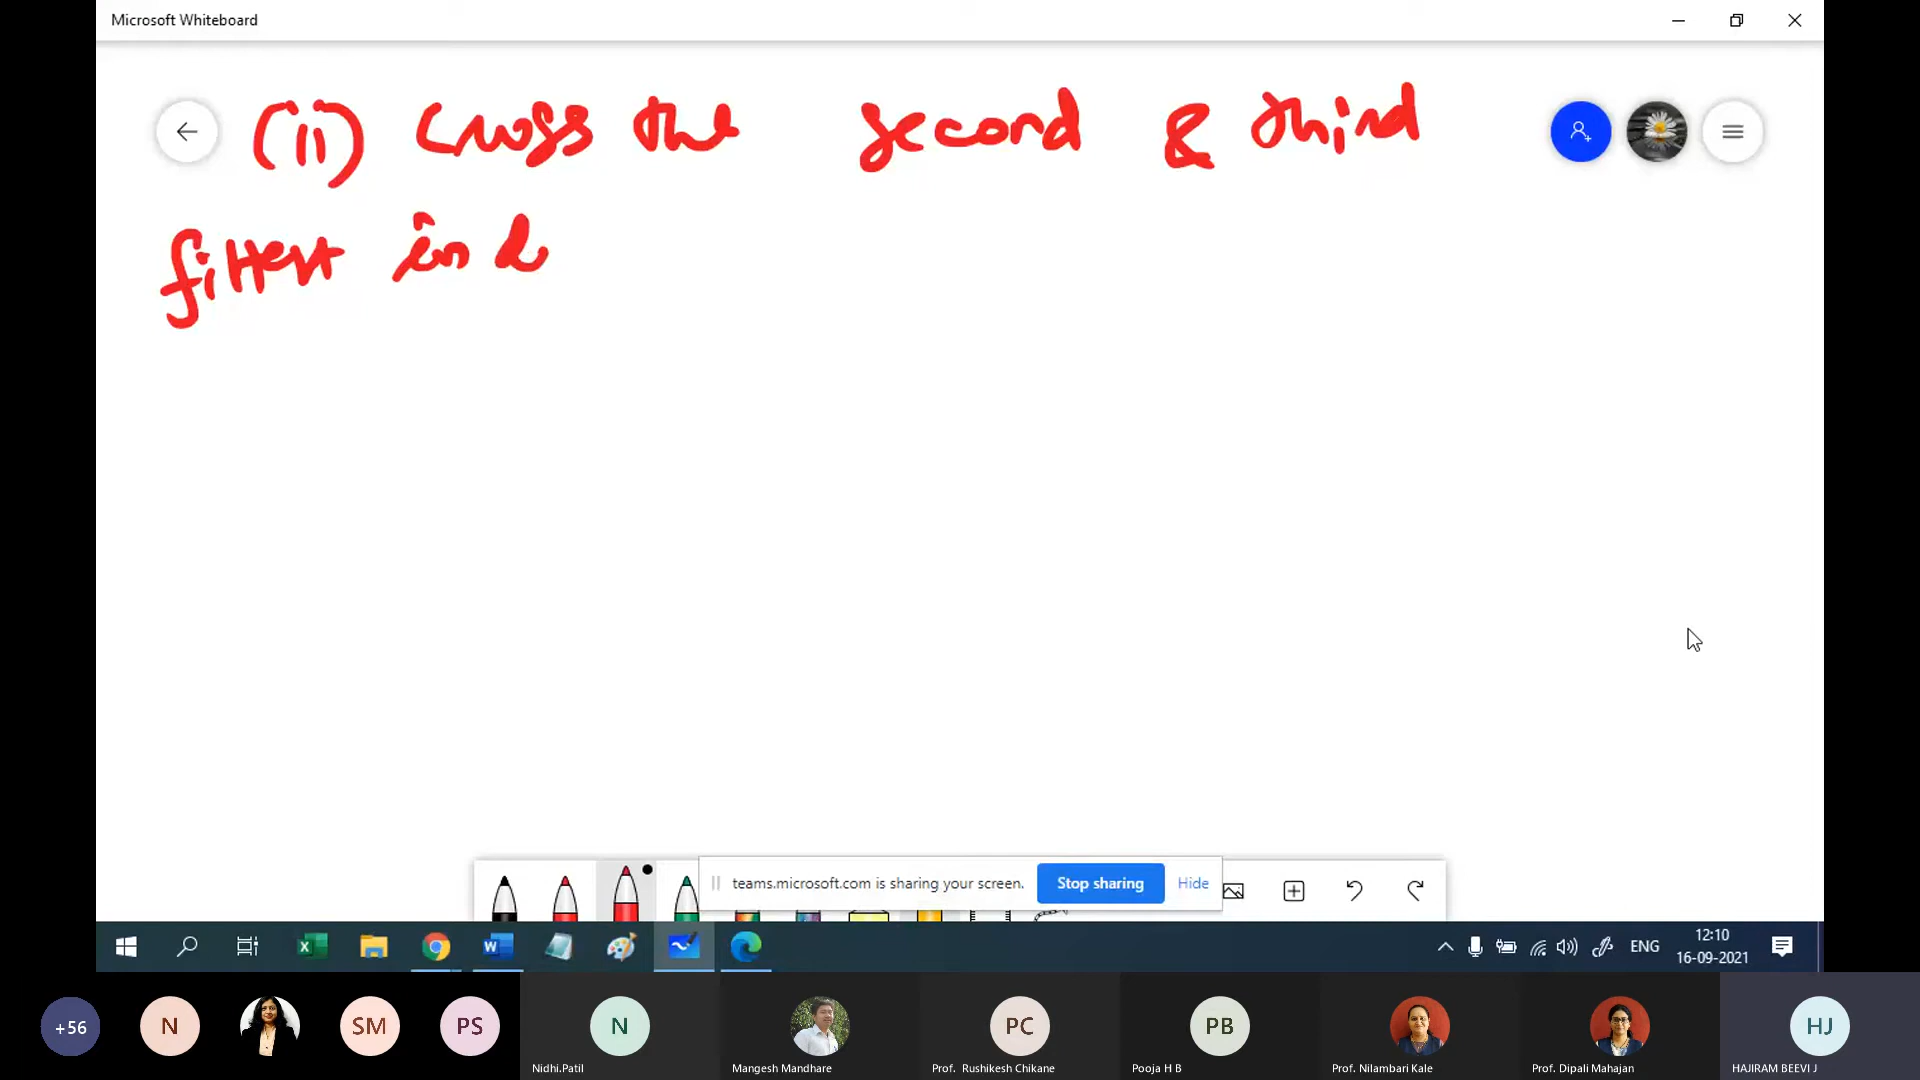 Microsoft Whiteboard
(ii) Cross the second & third
fittest ind
teams.microsoft.com is sharing your screen.
Stop sharing
Hide
ENG
12:10
16-09-2021
+56
N
SM
PS
N
Nidhi.Patil
Mangesh Mandhare
PC
Prof. Rushikesh Chikane
PB
Pooja H B
Prof. Nilambari Kale
Prof. Dipali Mahajan
HJ
HAJIRAM BEEVI J